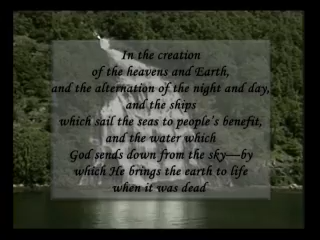 In the creation
of the heavens and Earth,
and the alternation of the night and day,
and the ships
which sail the seas to people's benefit,
and the water which
God sends down from the sky—by
which He brings the earth to life
when it was dead